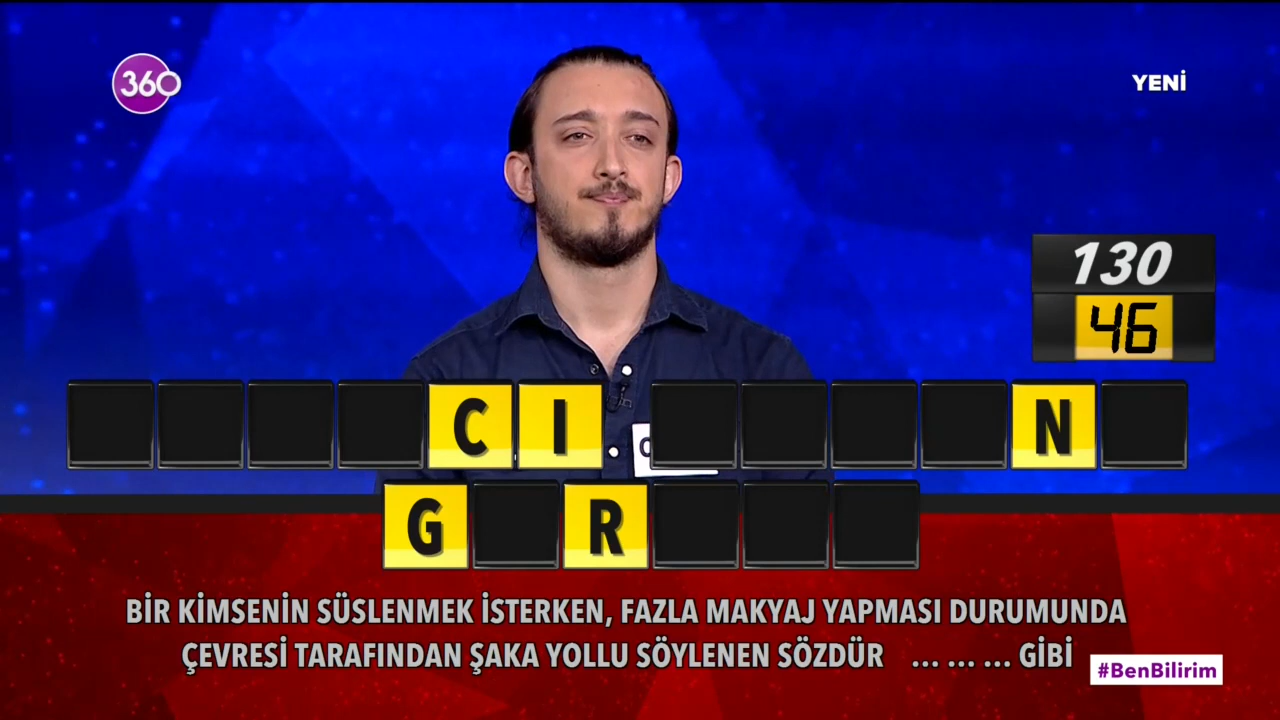 360
YENİ
130
46
C I N
G R
BİR KİMSENİN SÜSLENMEK İSTERKEN, FAZLA MAKYAJ YAPMASI DURUMUNDA
ÇEVRESİ TARAFINDAN ŞAKA YOLLU SÖYLENEN SÖZDÜR ... ... ... GİBİ
#BenBilirim